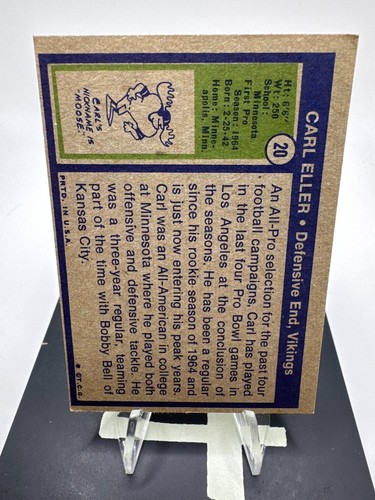 CARL ELLER • Defensive End, Vikings
20
Ht: 6'6"
Wt: 250
School:
Minnesota
First Pro
Season: 1964
Born: 2-25-42
Home: Minne-
apolis, Minn.
CARL'S
NICKNAME IS
"MOOSE."
An All-Pro selection for the past four
football campaigns, Carl has played
in the last four Pro Bowl games in
Los Angeles at the conclusion of
the seasons. He has been a regular
since his rookie season of 1964 and
is just now entering his peak years.
Carl was an All-American in college
at Minnesota where he played both
offensive and defensive tackle. He
was a three-year regular, teaming
part of the time with Bobby Bell of
Kansas City.
© T.C.G. PRTD. IN U.S.A.